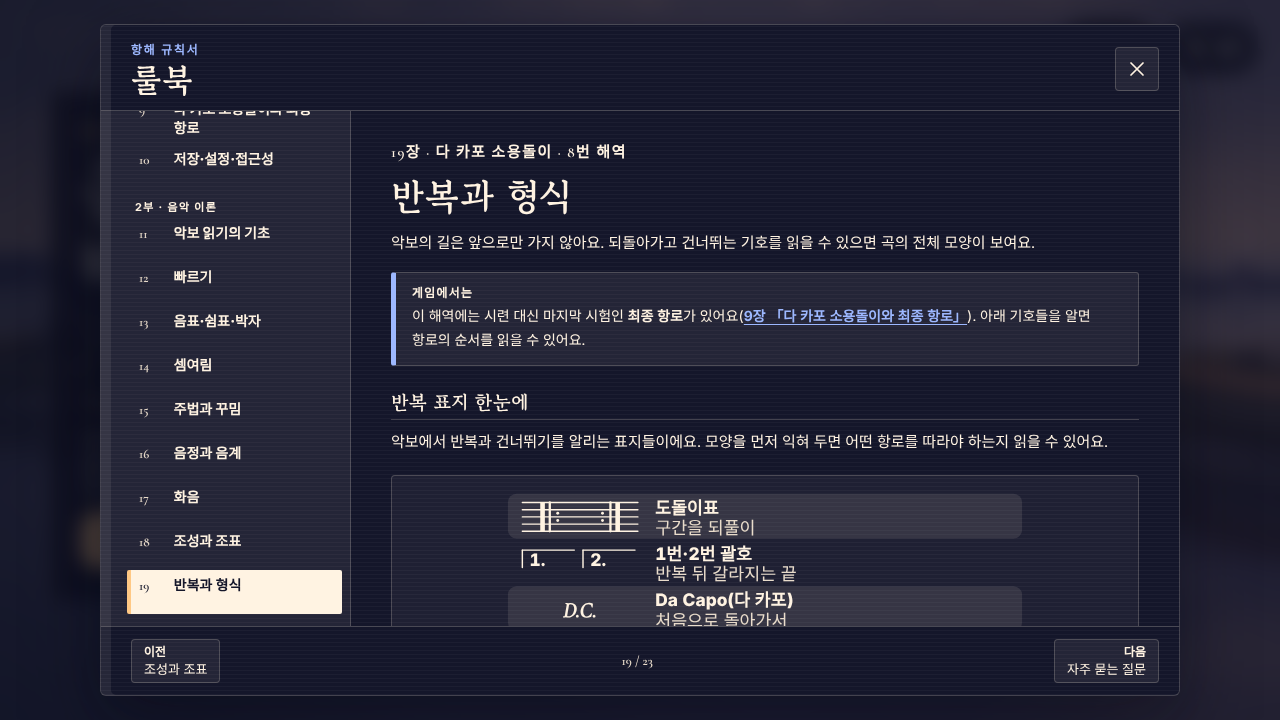 항해 규칙서
룰북
9
항로
10 저장·설정·접근성
2부 · 음악 이론
11 악보 읽기의 기초
12 빠르기
13 음표·쉼표·박자
14 셈여림
15 주법과 꾸밈
16 음정과 음계
17 화음
18 조성과 조표
19 반복과 형식
19장 · 다 카포 소용돌이 · 8번 해역
반복과 형식
악보의 길은 앞으로만 가지 않아요. 되돌아가고 건너뛰는 기호를 읽을 수 있으면 곡의 전체 모양이 보여요.
게임에서는
이 해역에는 시련 대신 마지막 시험인 최종 항로가 있어요(9장 「다 카포 소용돌이와 최종 항로」). 아래 기호들을 알면
항로의 순서를 읽을 수 있어요.
반복 표지 한눈에
악보에서 반복과 건너뛰기를 알리는 표지들이에요. 모양을 먼저 익혀 두면 어떤 항로를 따라야 하는지 읽을 수 있어요.
도돌이표
구간을 되풀이
1. 2. 1번·2번 괄호
반복 뒤 갈라지는 끝
D.C. Da Capo(다 카포)
처음으로 돌아가서
이전
조성과 조표
19 / 23
다음
자주 묻는 질문